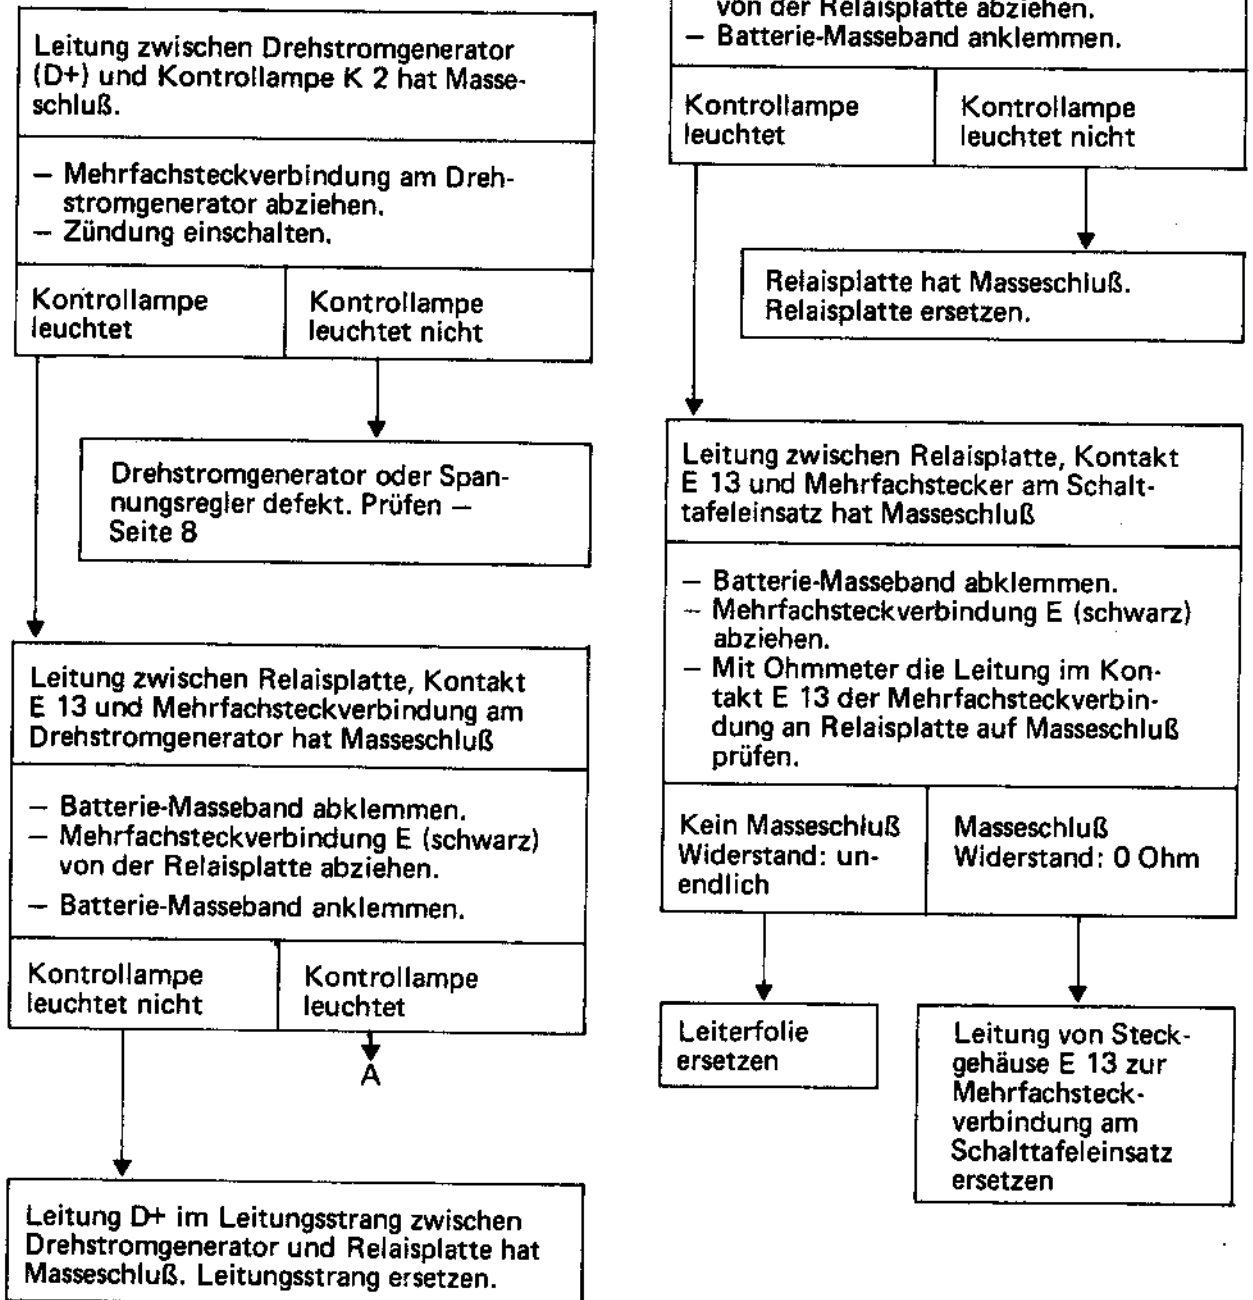 Leitung zwischen Drehstromgenerator
(D+) und Kontrollampe K 2 hat Masse-
schluß.
— Mehrfachsteckverbindung am Dreh-
stromgenerator abziehen.
— Zündung einschalten.
Kontrollampe
leuchtet
Kontrollampe
leuchtet nicht
Drehstromgenerator oder Span-
nungsregler defekt. Prüfen —
Seite 8
Leitung zwischen Relaisplatte, Kontakt
E 13 und Mehrfachsteckverbindung am
Drehstromgenerator hat Masseschluß
— Batterie-Masseband abklemmen.
— Mehrfachsteckverbindung E (schwarz)
von der Relaisplatte abziehen.
— Batterie-Masseband anklemmen.
Kontrollampe
leuchtet nicht
Kontrollampe
leuchtet
A
Leitung D+ im Leitungsstrang zwischen
Drehstromgenerator und Relaisplatte hat
Masseschluß. Leitungsstrang ersetzen.
von der Relaisplatte abziehen.
— Batterie-Masseband anklemmen.
Kontrollampe
leuchtet
Kontrollampe
leuchtet nicht
Relaisplatte hat Masseschluß.
Relaisplatte ersetzen.
Leitung zwischen Relaisplatte, Kontakt
E 13 und Mehrfachstecker am Schalt-
tafeleinsatz hat Masseschluß
— Batterie-Masseband abklemmen.
— Mehrfachsteckverbindung E (schwarz)
abziehen.
— Mit Ohmmeter die Leitung im Kon-
takt E 13 der Mehrfachsteckverbin-
dung an Relaisplatte auf Masseschluß
prüfen.
Kein Masseschluß
Widerstand: un-
endlich
Masseschluß
Widerstand: 0 Ohm
Leiterfolie
ersetzen
Leitung von Steck-
gehäuse E 13 zur
Mehrfachsteck-
verbindung am
Schalttafeleinsatz
ersetzen